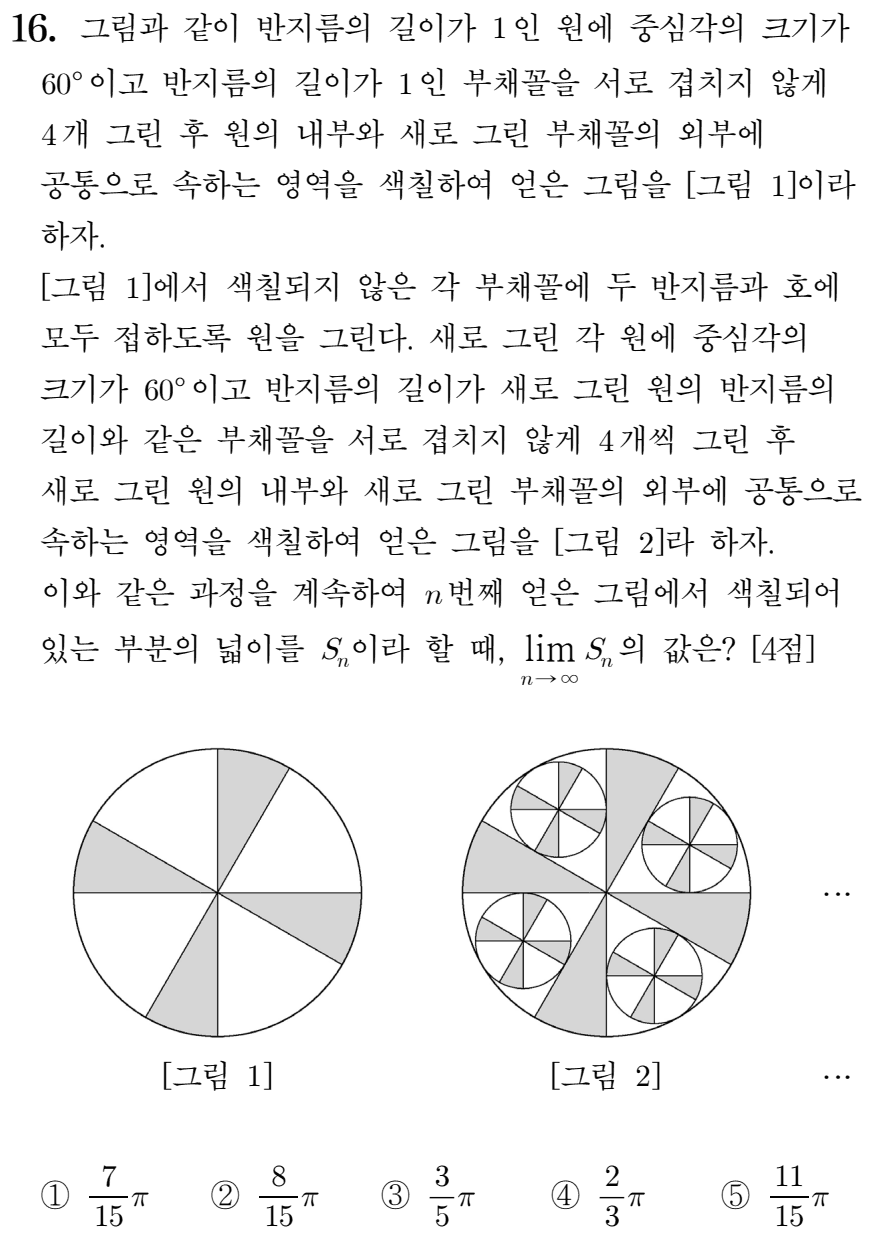 16. 그림과 같이 반지름의 길이가 1인 원에 중심각의 크기가
60°이고 반지름의 길이가 1인 부채꼴을 서로 겹치지 않게
4개 그린 후 원의 내부와 새로 그린 부채꼴의 외부에
공통으로 속하는 영역을 색칠하여 얻은 그림을 [그림 1]이라
하자.
[그림 1]에서 색칠되지 않은 각 부채꼴에 두 반지름과 호에
모두 접하도록 원을 그린다. 새로 그린 각 원에 중심각의
크기가 60°이고 반지름의 길이가 새로 그린 원의 반지름의
길이와 같은 부채꼴을 서로 겹치지 않게 4개씩 그린 후
새로 그린 원의 내부와 새로 그린 부채꼴의 외부에 공통으로
속하는 영역을 색칠하여 얻은 그림을 [그림 2]라 하자.
이와 같은 과정을 계속하여 n번째 얻은 그림에서 색칠되어
있는 부분의 넓이를 Sₙ이라 할 때, lim n→∞ Sₙ의 값은? [4점]
…
[그림 1] [그림 2] …
① 7/15 π ② 8/15 π ③ 3/5 π ④ 2/3 π ⑤ 11/15 π